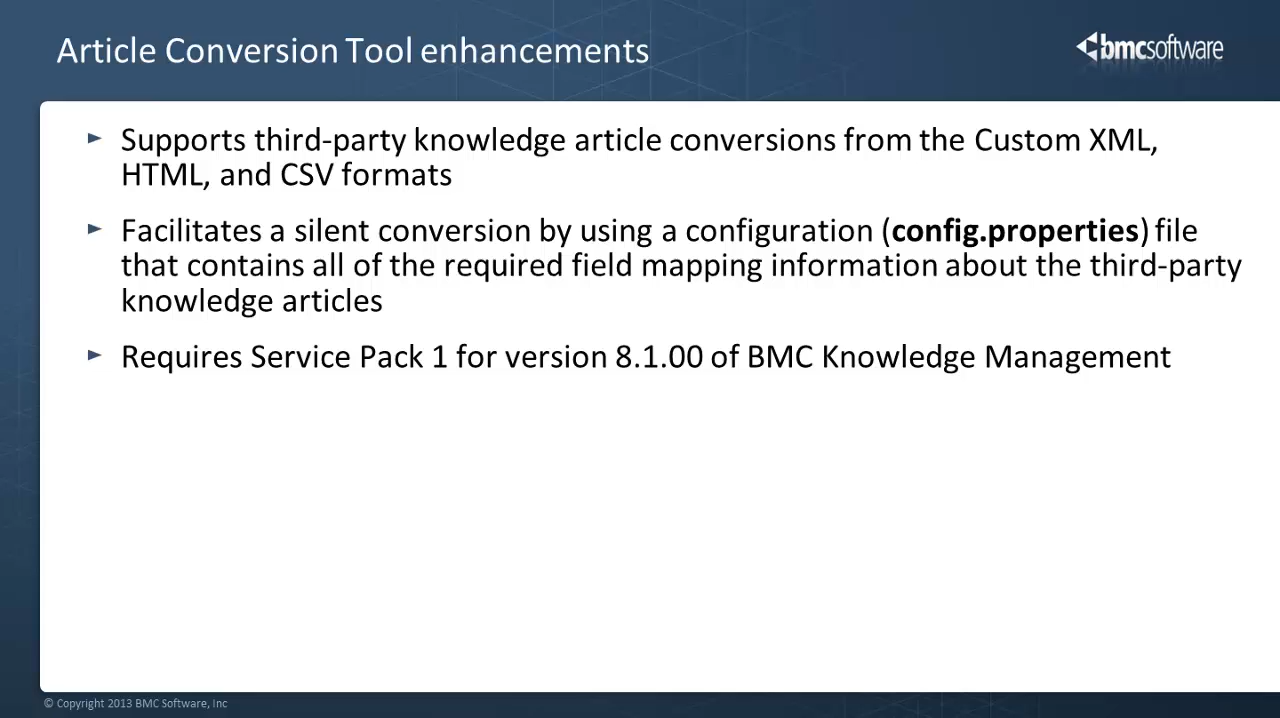 Article Conversion Tool enhancements
bmcsoftware
► Supports third-party knowledge article conversions from the Custom XML,
HTML, and CSV formats
► Facilitates a silent conversion by using a configuration (config.properties) file
that contains all of the required field mapping information about the third-party
knowledge articles
► Requires Service Pack 1 for version 8.1.00 of BMC Knowledge Management
© Copyright 2013 BMC Software, Inc